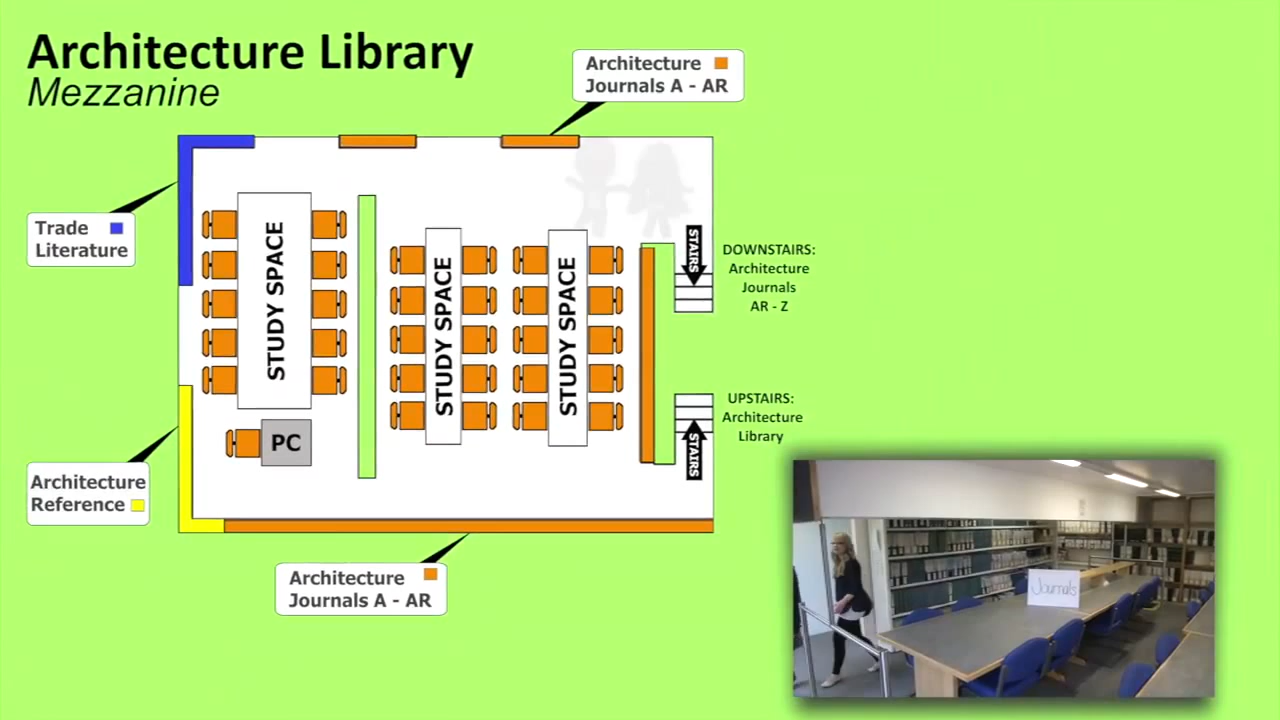 Architecture Library
Mezzanine
Architecture
Journals A - AR
Trade
Literature
STUDY SPACE
STUDY SPACE
STUDY SPACE
STAIRS
DOWNSTAIRS:
Architecture
Journals
AR - Z
UPSTAIRS:
Architecture
Library
STAIRS
PC
Architecture
Reference
Architecture
Journals A - AR
Journals